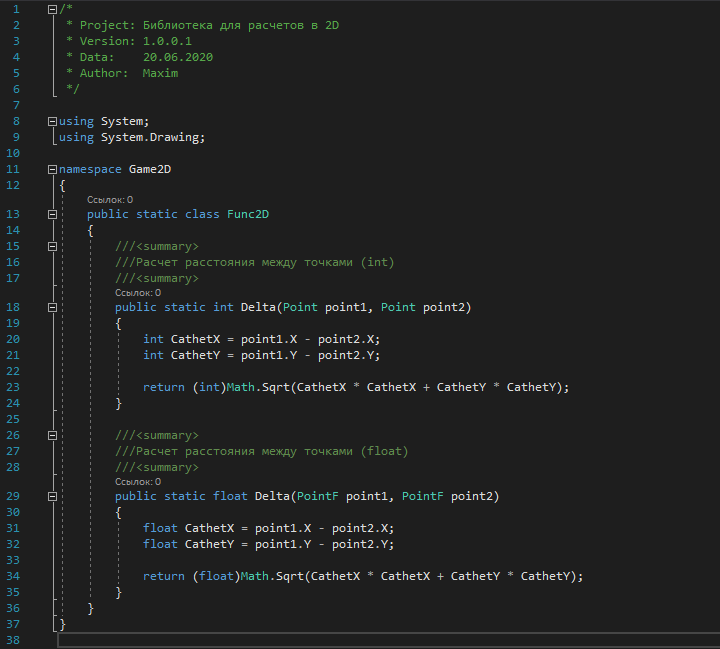 1 /*
2 * Project: Библиотека для расчетов в 2D
3 * Version: 1.0.0.1
4 * Data: 20.06.2020
5 * Author: Maxim
6 */
7
8 using System;
9 using System.Drawing;
10
11 namespace Game2D
12 {
Ссылок: 0
13 public static class Func2D
14 {
15 ///<summary>
16 ///Расчет расстояния между точками (int)
17 ///<summary>
Ссылок: 0
18 public static int Delta(Point point1, Point point2)
19 {
20 int CathetX = point1.X - point2.X;
21 int CathetY = point1.Y - point2.Y;
22
23 return (int)Math.Sqrt(CathetX * CathetX + CathetY * CathetY);
24 }
25
26 ///<summary>
27 ///Расчет расстояния между точками (float)
28 ///<summary>
Ссылок: 0
29 public static float Delta(PointF point1, PointF point2)
30 {
31 float CathetX = point1.X - point2.X;
32 float CathetY = point1.Y - point2.Y;
33
34 return (float)Math.Sqrt(CathetX * CathetX + CathetY * CathetY);
35 }
36 }
37 }
38